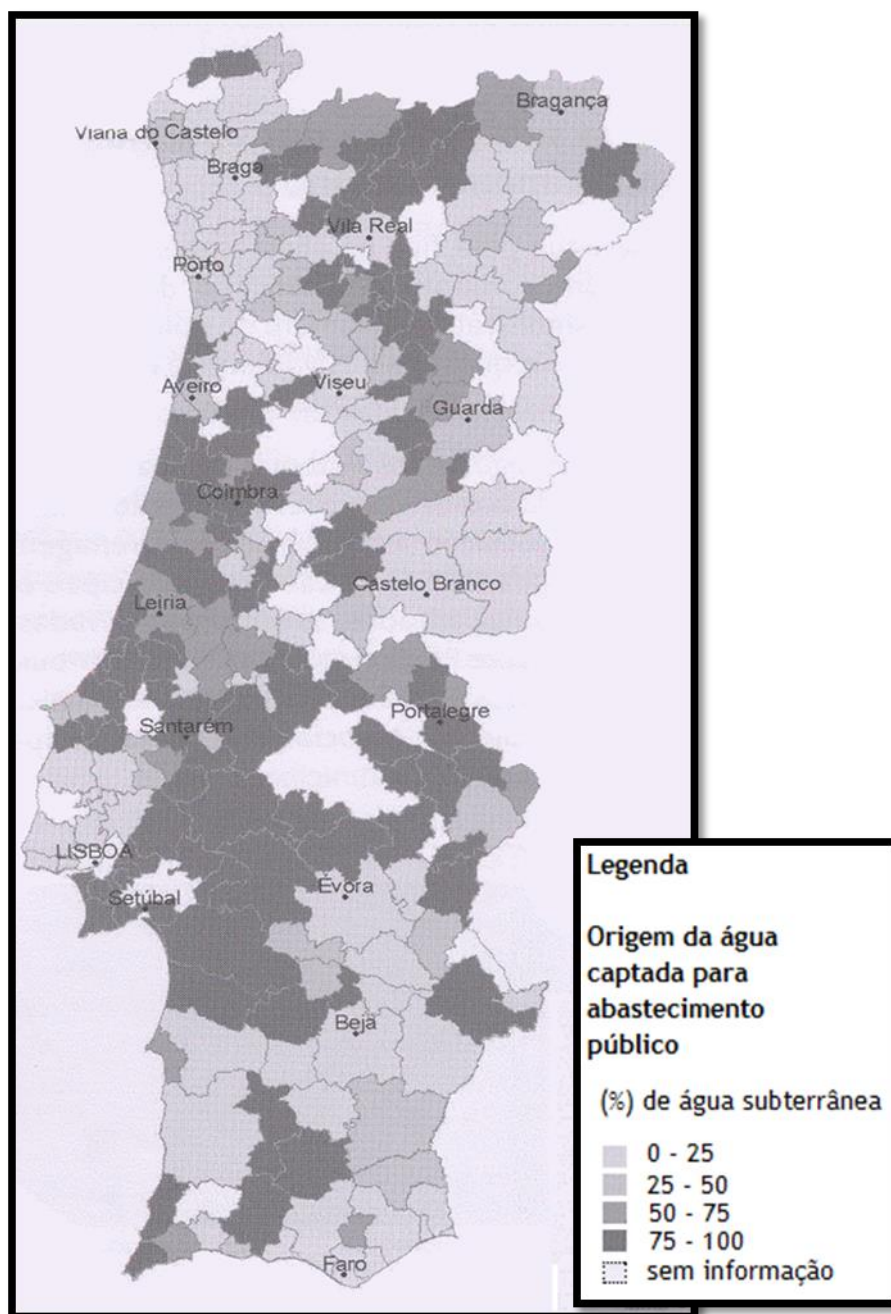 Bragança
Viana do Castelo
Braga
Vila Real
Porto
Aveiro
Viseu
Guarda
Coimbra
Castelo Branco
Leiria
Portalegre
Santarém
LISBOA
Évora
Setúbal
Beja
Faro
Legenda
Origem da água
captada para
abastecimento
público
(%) de água subterrânea
0 - 25
25 - 50
50 - 75
75 - 100
sem informação